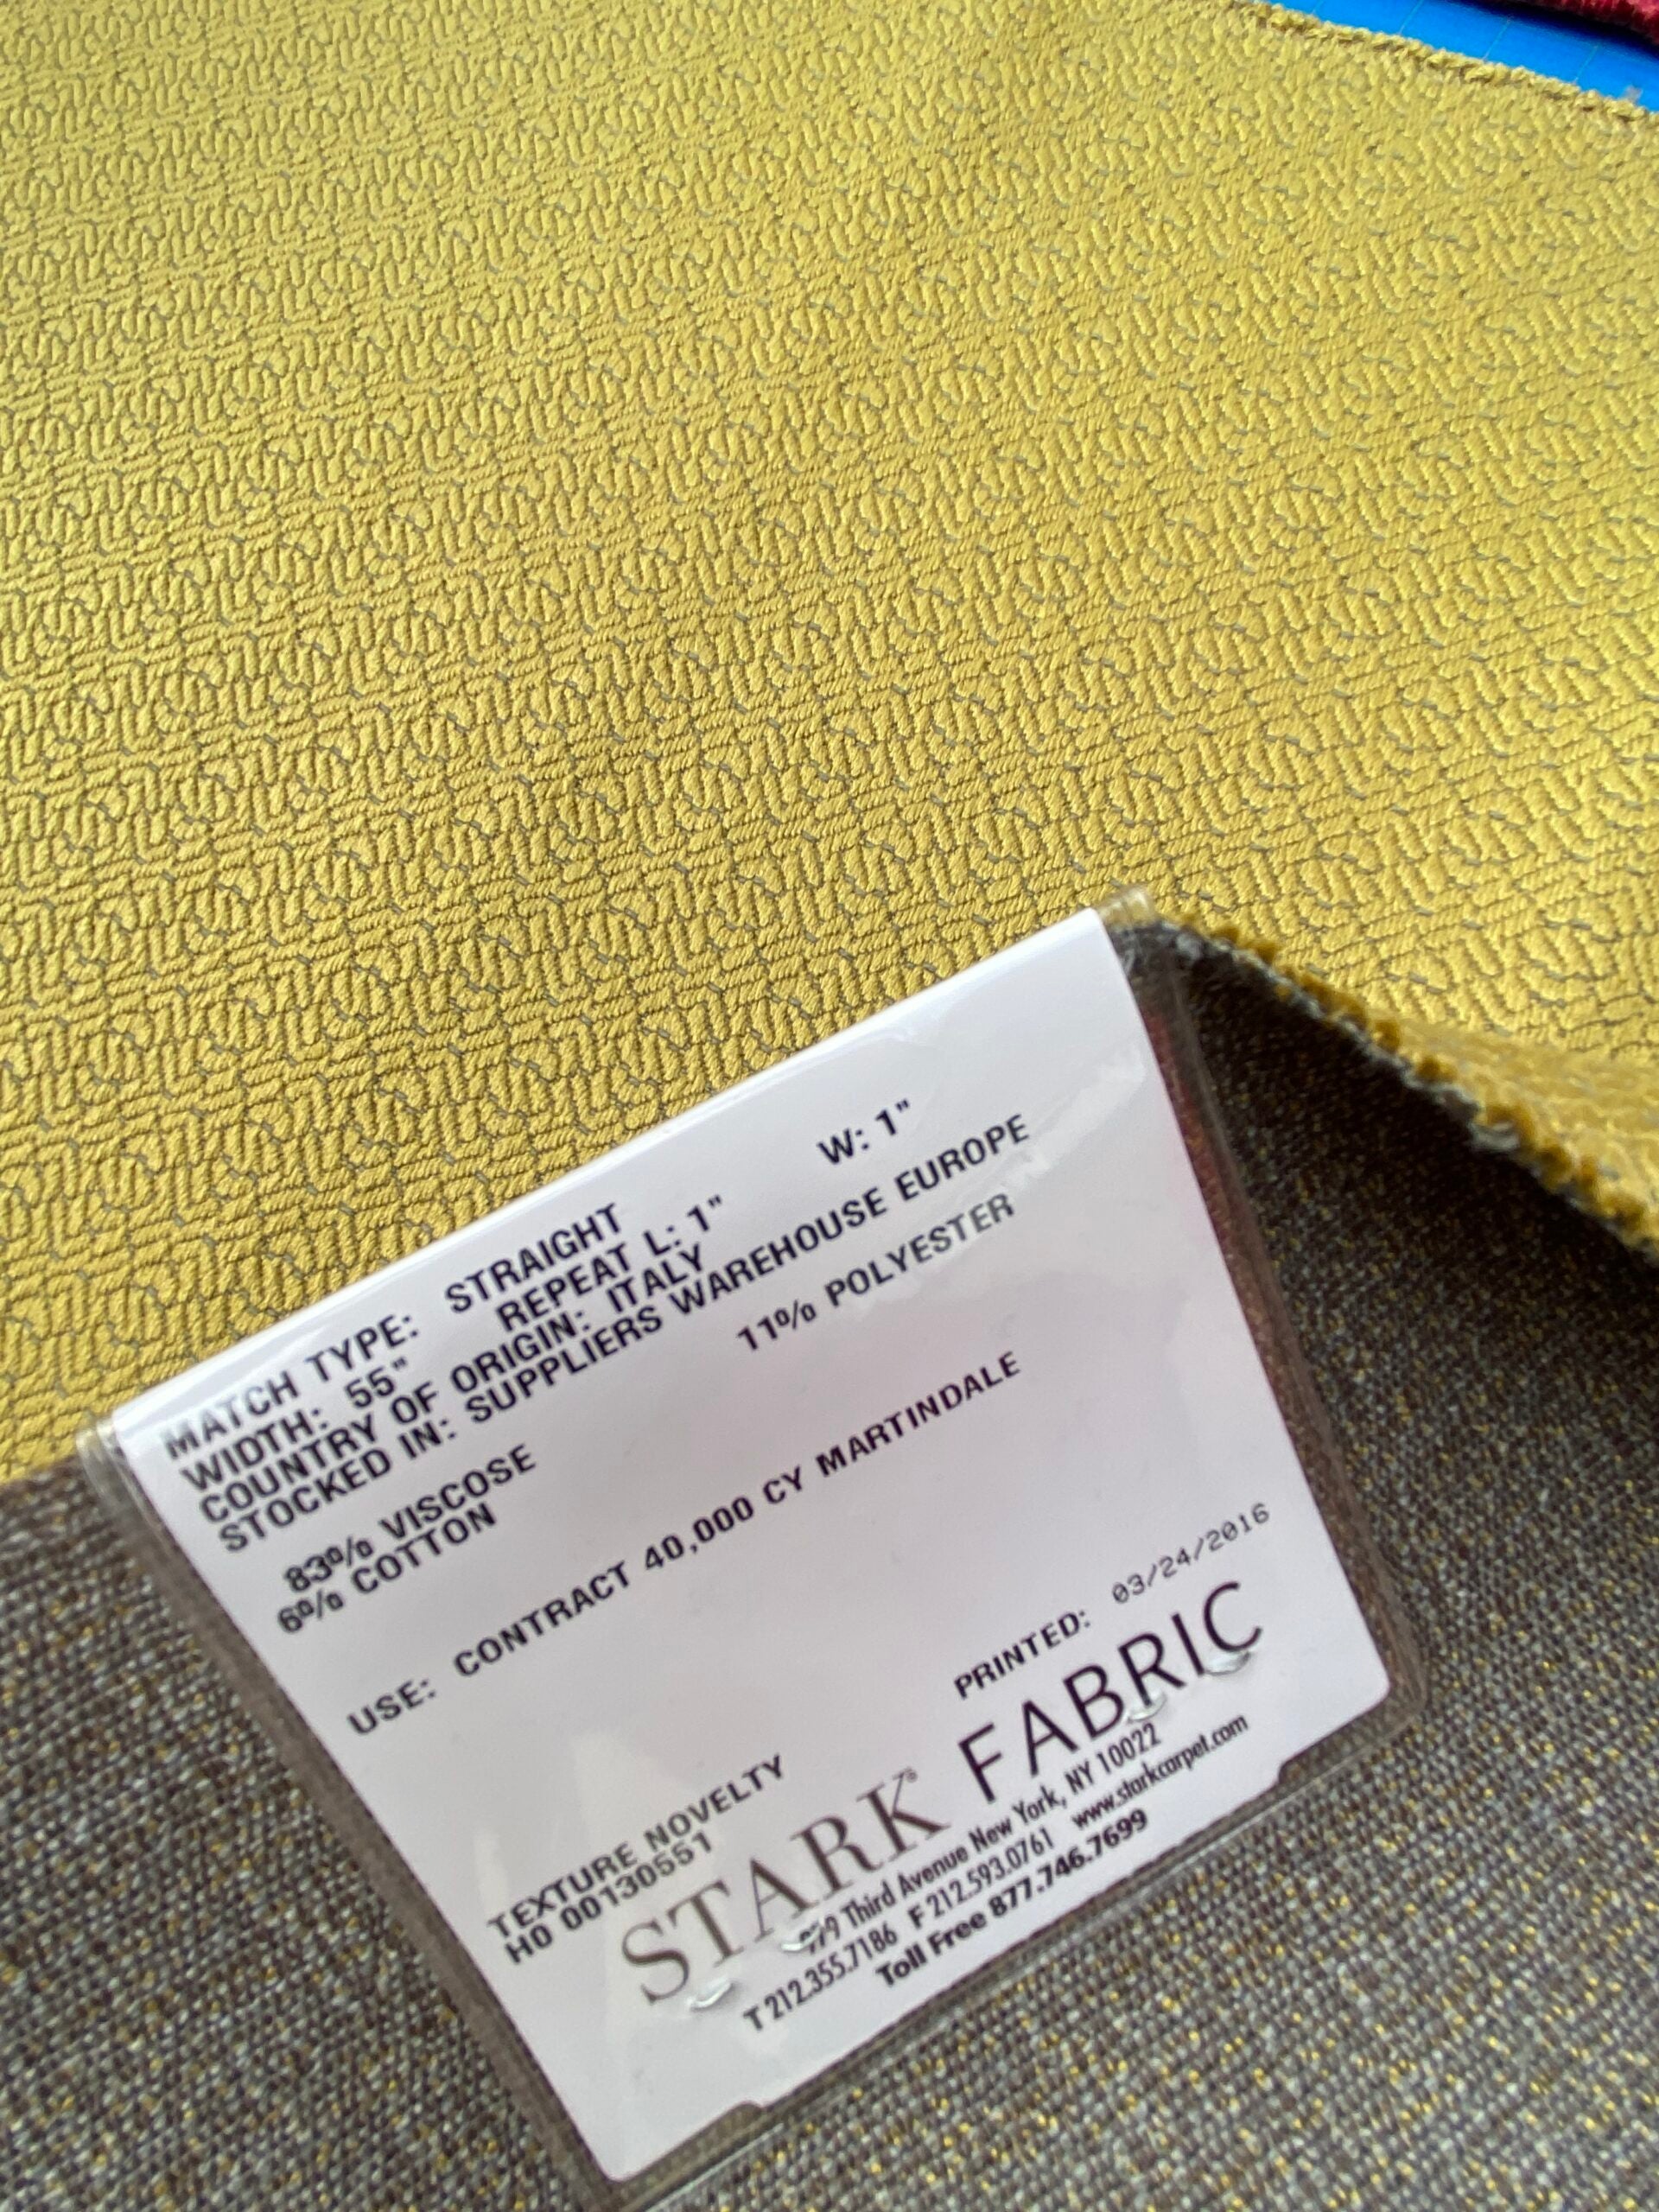 MATCH TYPE: STRAIGHT
WIDTH: 55" REPEAT L: 1" W: 1"
COUNTRY OF ORIGIN: ITALY
STOCKED IN: SUPPLIERS WAREHOUSE EUROPE
83% VISCOSE 11% POLYESTER
6% COTTON
USE: CONTRACT 40,000 CY MARTINDALE
PRINTED: 03/24/2016
TEXTURE NOVELTY
H0 00130551
STARK® FABRIC
979 Third Avenue New York, NY 10022
T 212.355.7186 F 212.593.0761 www.starkcarpet.com
Toll Free 877.746.7699